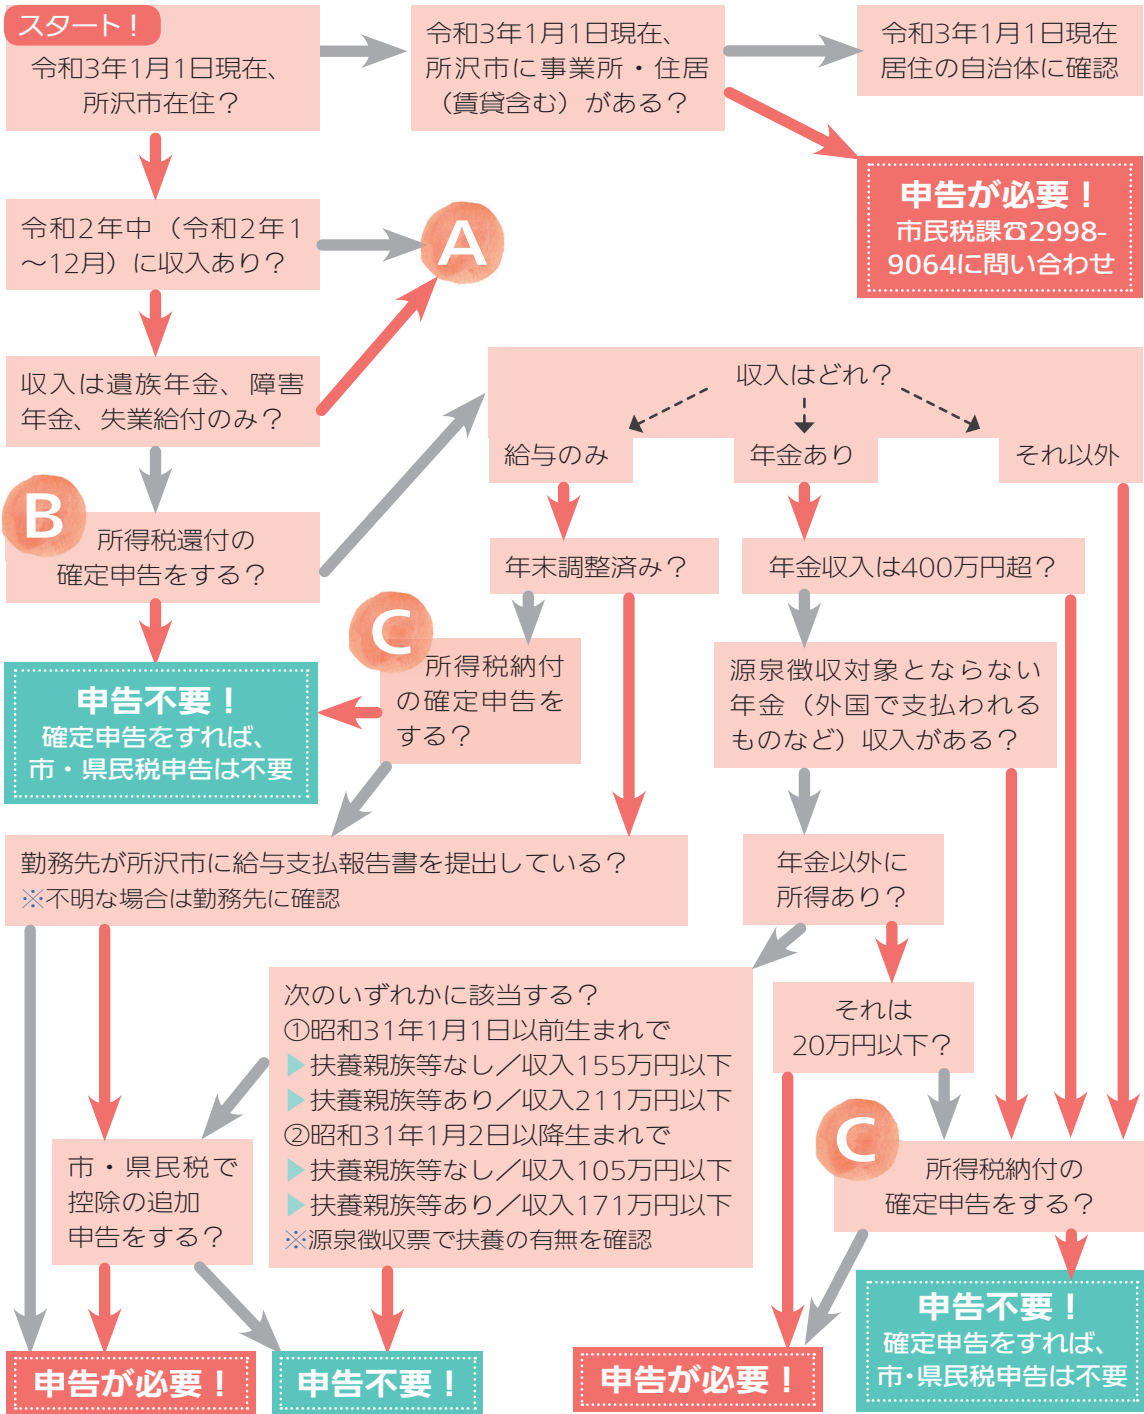 スタート！
令和3年1月1日現在、
所沢市在住？
令和3年1月1日現在、
所沢市に事業所・住居
（賃貸含む）がある？
令和3年1月1日現在
居住の自治体に確認
申告が必要！
市民税課☎2998-
9064に問い合わせ
令和2年中（令和2年1
～12月）に収入あり？
A
収入は遺族年金、障害
年金、失業給付のみ？
収入はどれ？
給与のみ
年金あり
それ以外
B
所得税還付の
確定申告をする？
年末調整済み？
年金収入は400万円超？
申告不要！
確定申告をすれば、
市・県民税申告は不要
C
所得税納付
の確定申告を
する？
源泉徴収対象とならない
年金（外国で支払われる
ものなど）収入がある？
勤務先が所沢市に給与支払報告書を提出している？
※不明な場合は勤務先に確認
年金以外に
所得あり？
次のいずれかに該当する？
①昭和31年1月1日以前生まれで
▶扶養親族等なし／収入155万円以下
▶扶養親族等あり／収入211万円以下
②昭和31年1月2日以降生まれで
▶扶養親族等なし／収入105万円以下
▶扶養親族等あり／収入171万円以下
※源泉徴収票で扶養の有無を確認
それは
20万円以下？
市・県民税で
控除の追加
申告をする？
C
所得税納付の
確定申告をする？
申告が必要！
申告不要！
申告が必要！
申告不要！
確定申告をすれば、
市・県民税申告は不要